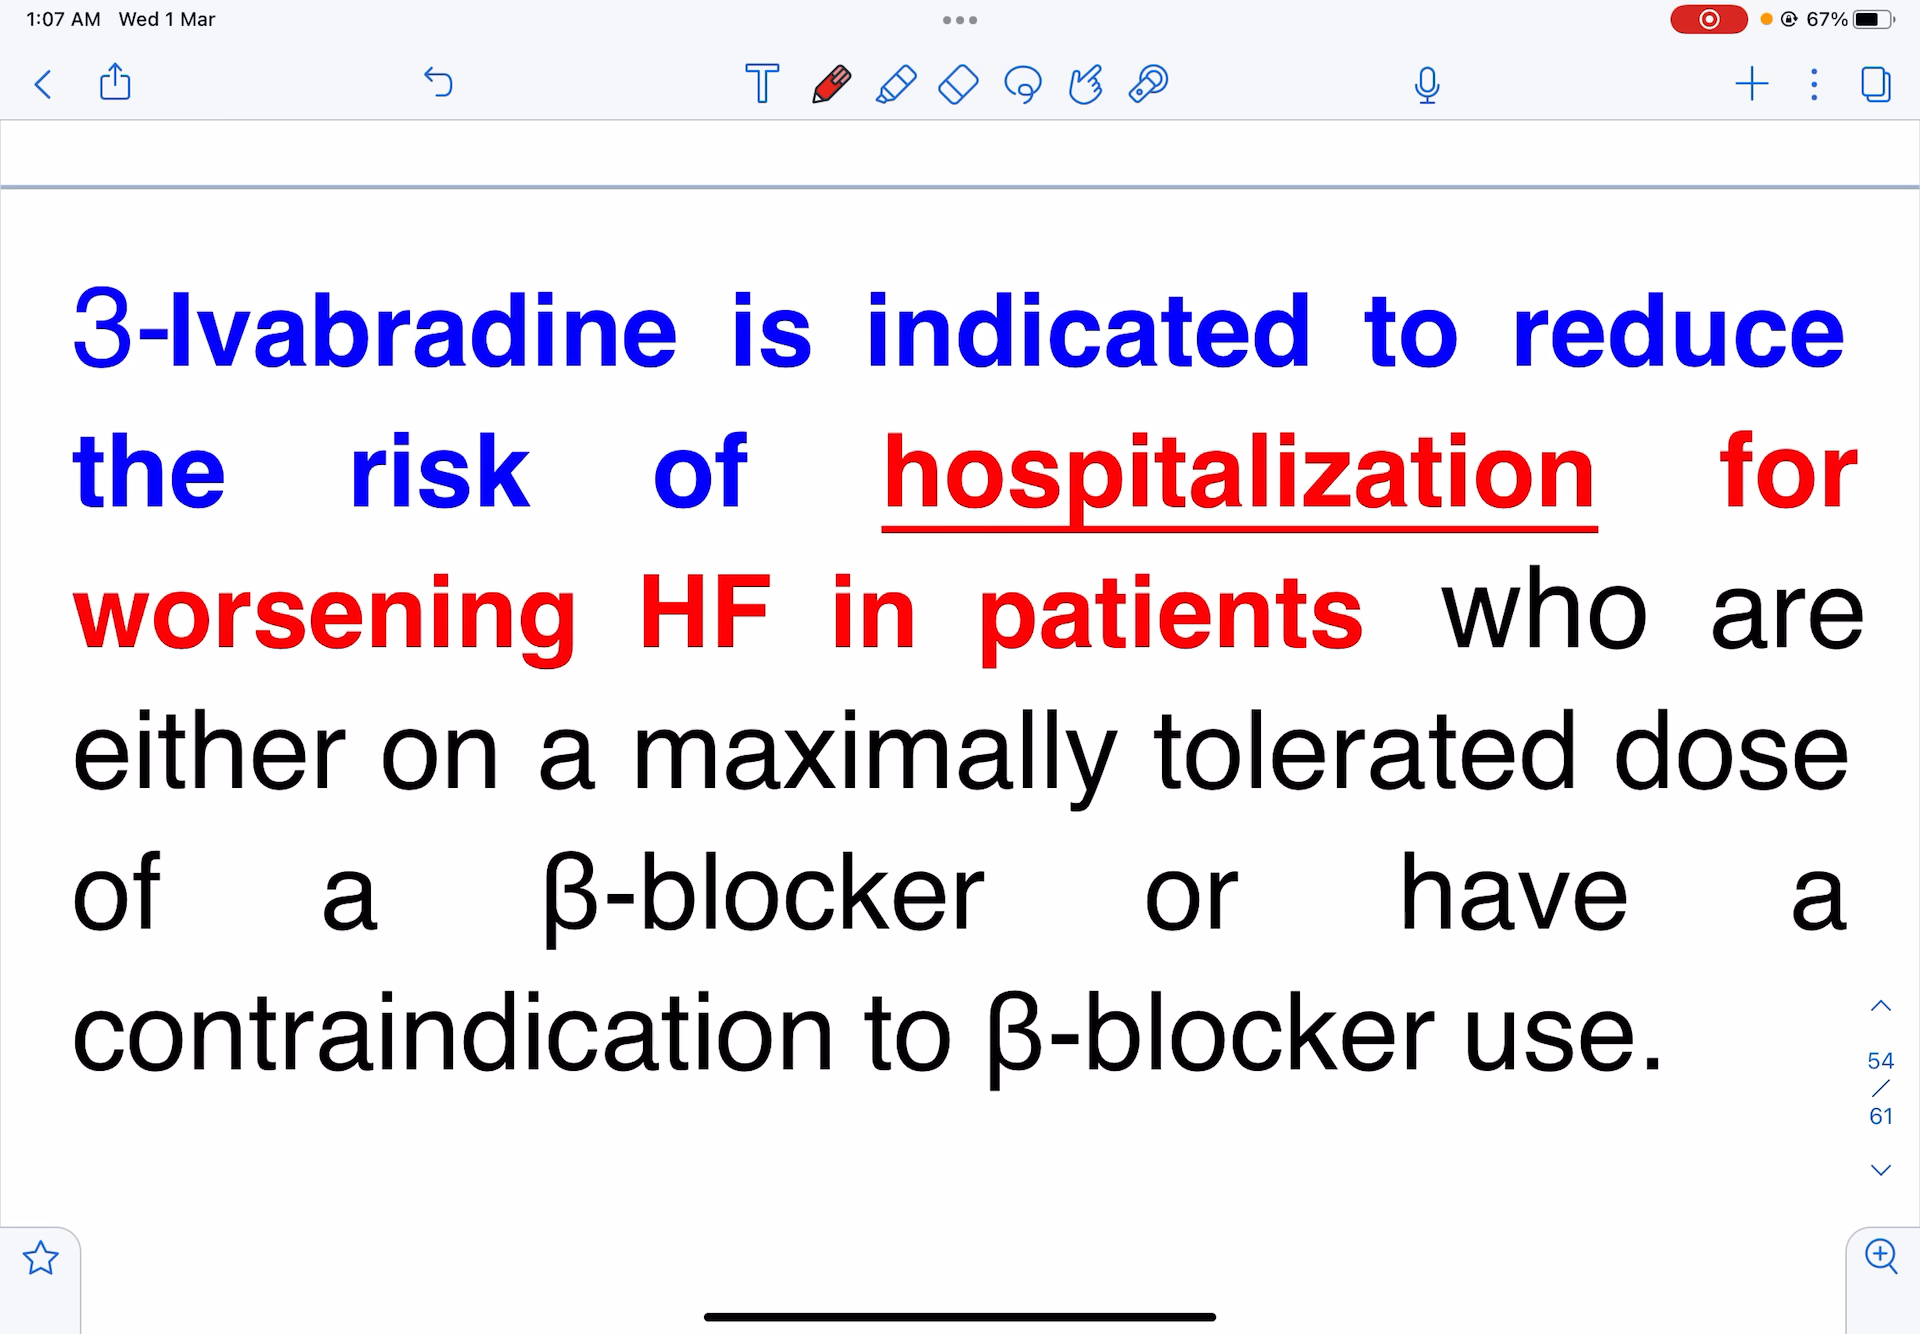 1:07 AM Wed 1 Mar
67%
3-Ivabradine is indicated to reduce
the risk of hospitalization for
worsening HF in patients who are
either on a maximally tolerated dose
of a β-blocker or have a
contraindication to β-blocker use.
54
/
61